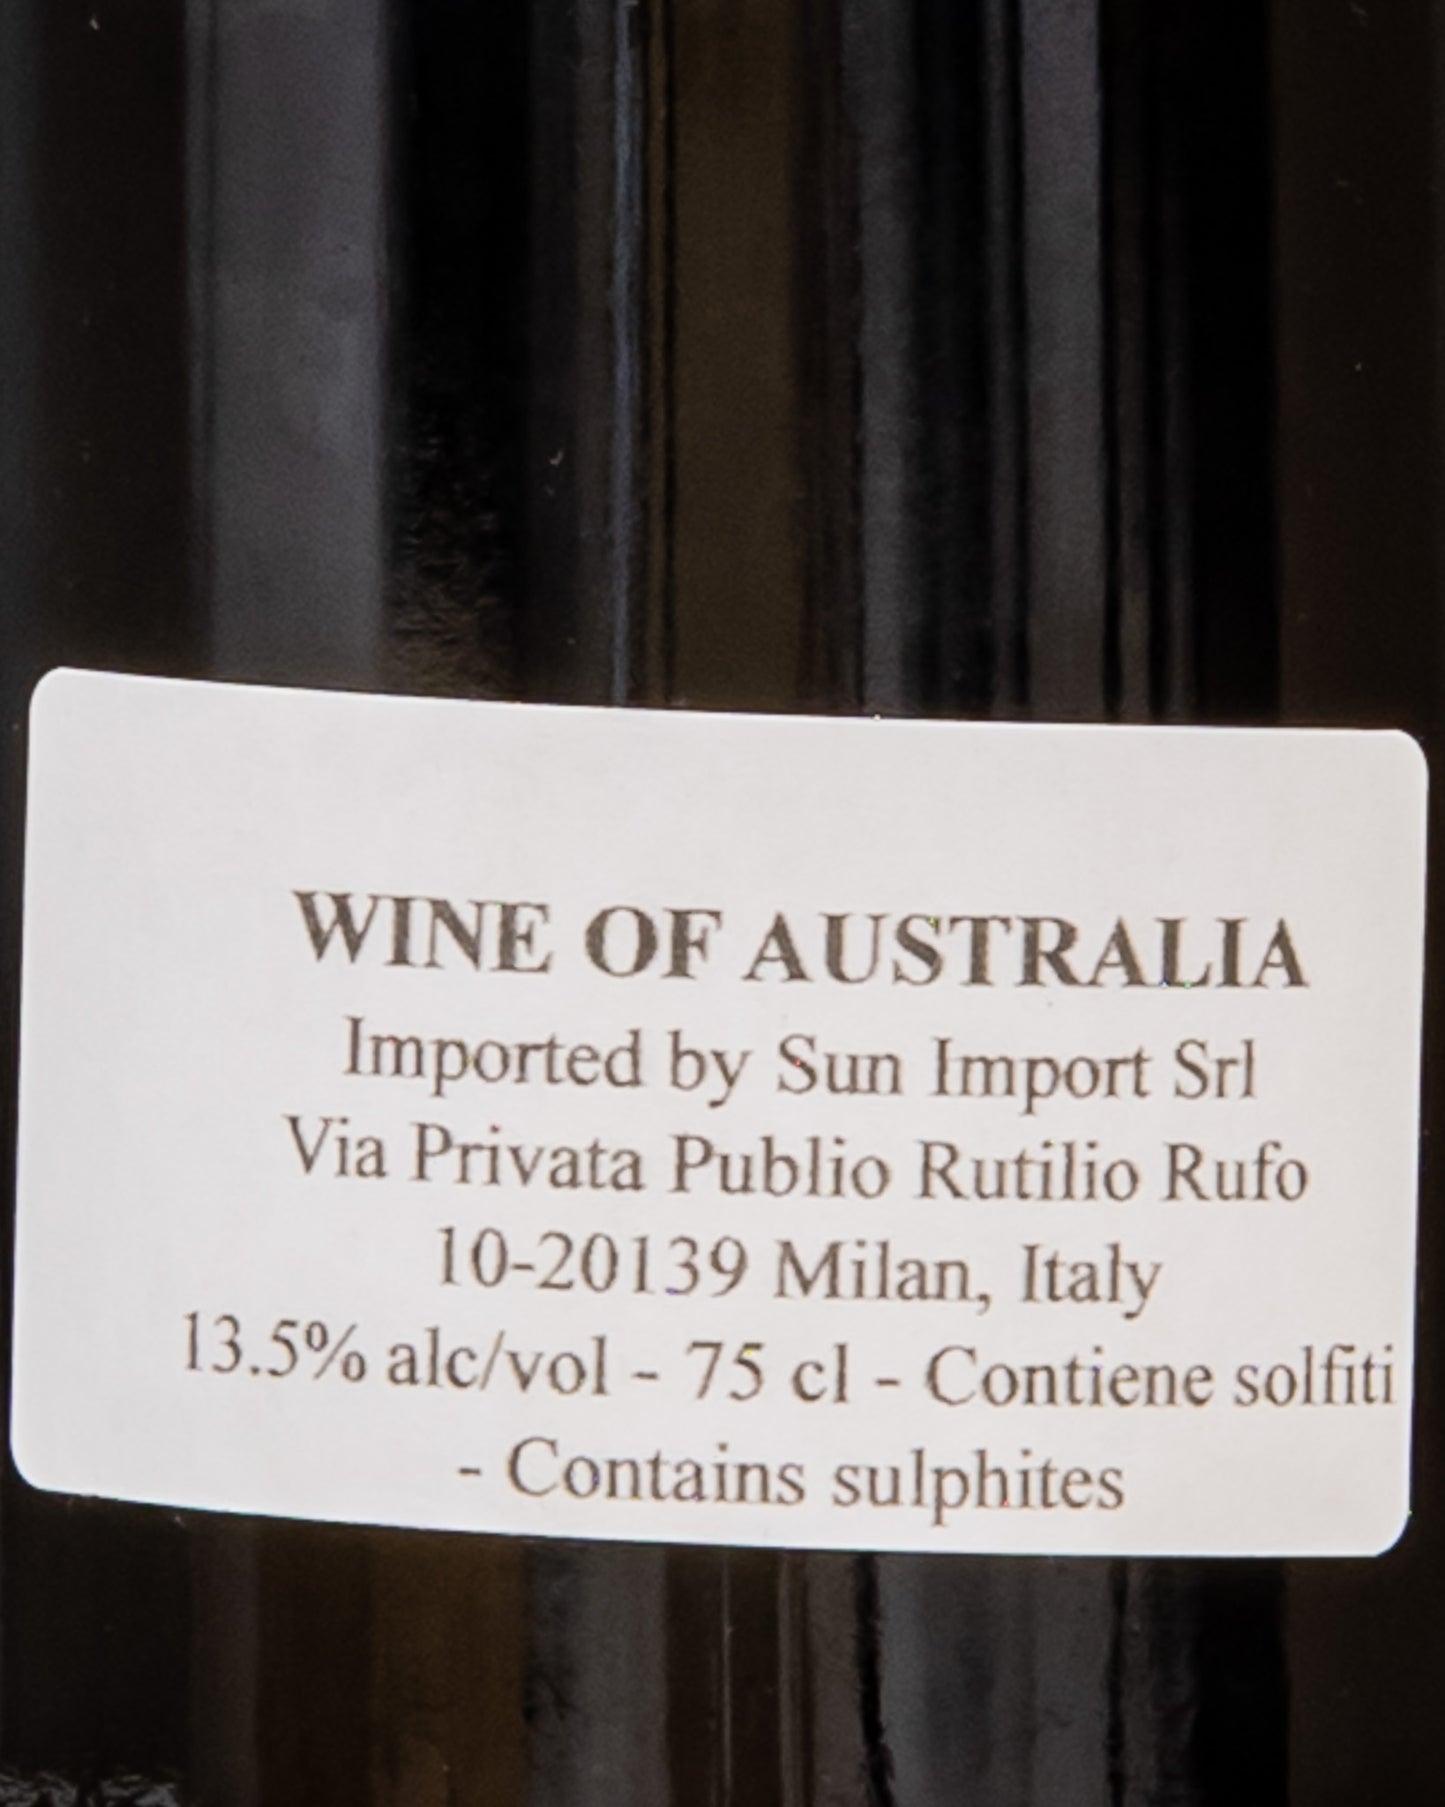 WINE OF AUSTRALIA
Imported by Sun Import Srl
Via Privata Publio Rutilio Rufo
10-20139 Milan, Italy
13.5% alc/vol - 75 cl - Contiene solfiti
- Contains sulphites